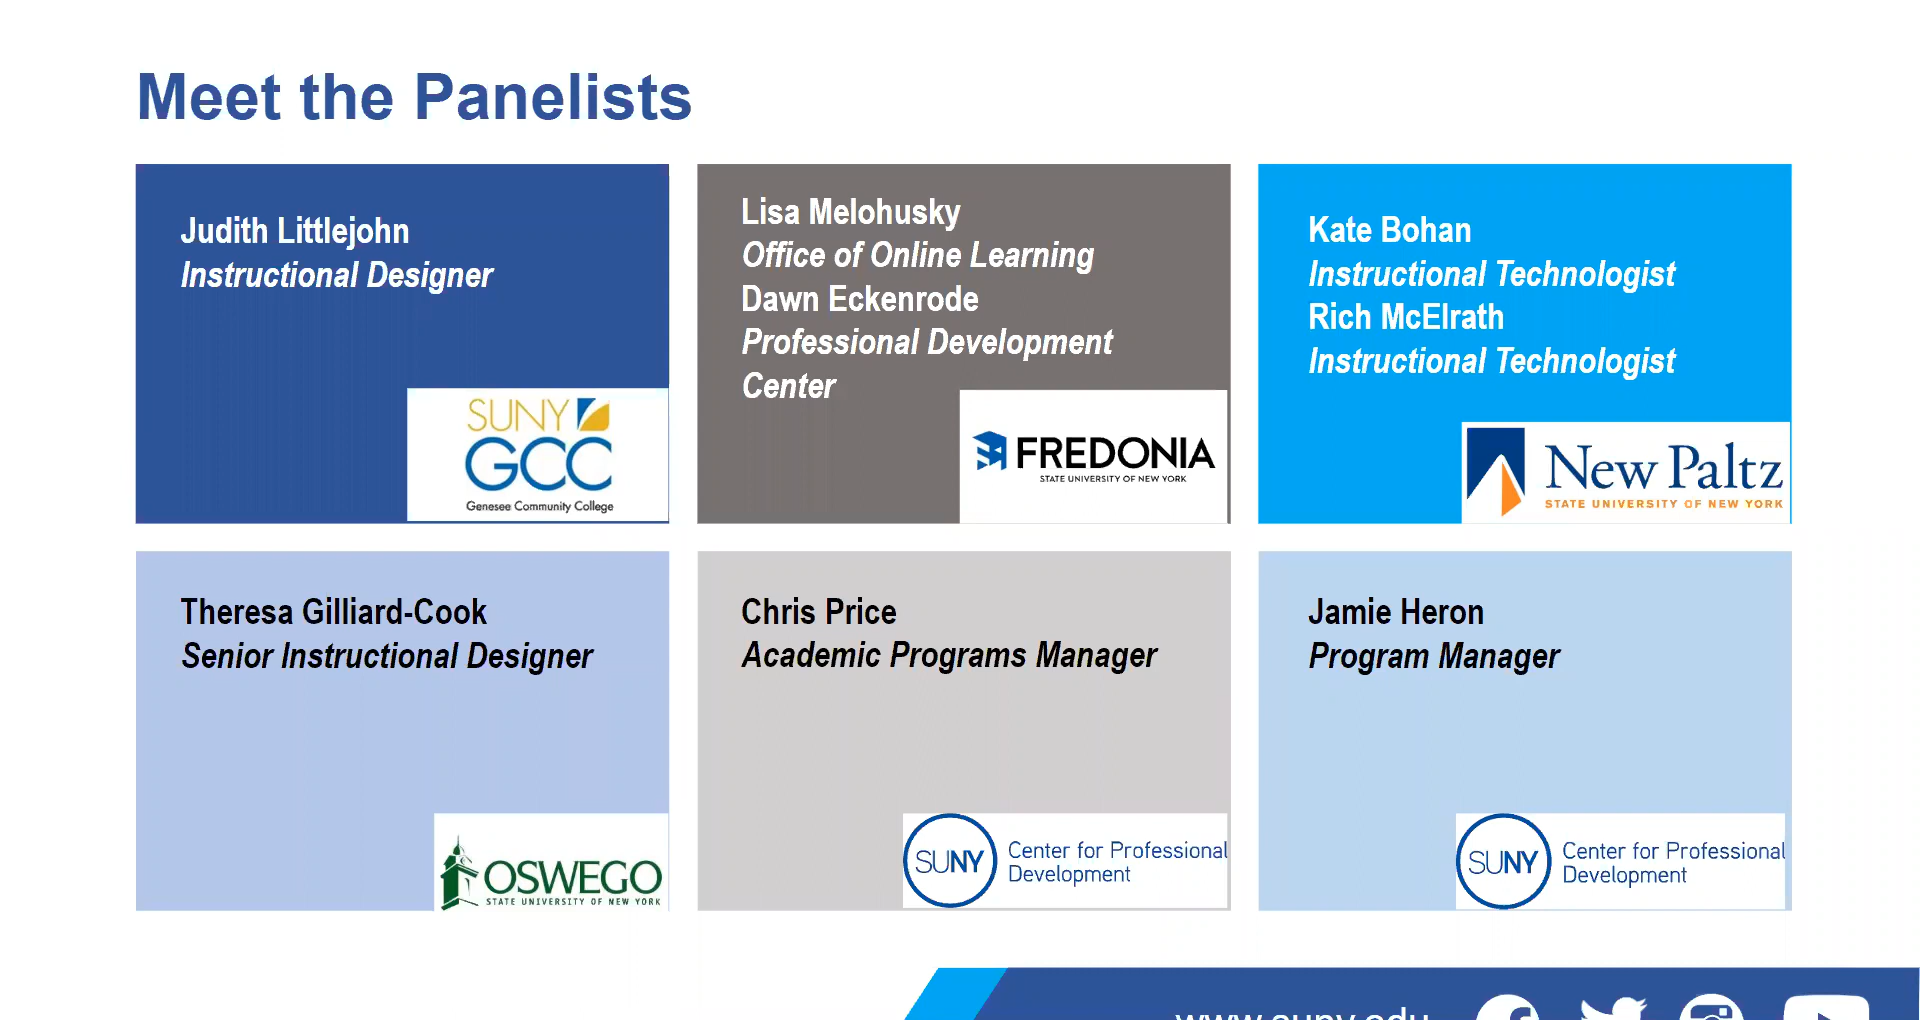 Meet the Panelists
Judith Littlejohn
Instructional Designer
SUNY
GCC
Genesee Community College
Lisa Melohusky
Office of Online Learning
Dawn Eckenrode
Professional Development
Center
FREDONIA
STATE UNIVERSITY OF NEW YORK
Kate Bohan
Instructional Technologist
Rich McElrath
Instructional Technologist
New Paltz
STATE UNIVERSITY OF NEW YORK
Theresa Gilliard-Cook
Senior Instructional Designer
OSWEGO
STATE UNIVERSITY OF NEW YORK
Chris Price
Academic Programs Manager
SUNY
Center for Professional
Development
Jamie Heron
Program Manager
SUNY
Center for Professional
Development
www.suny.edu